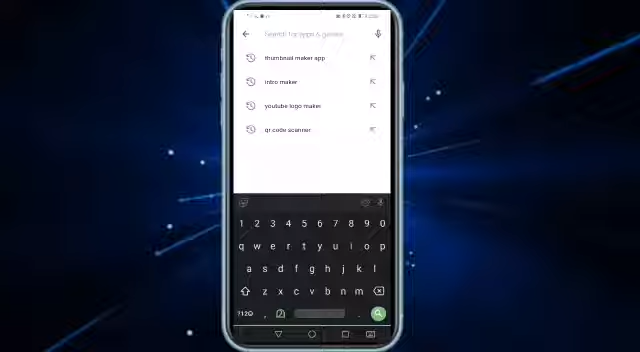 Search for apps & games
thumbnail maker app
intro maker
youtube logo maker
qr code scanner
1 2 3 4 5 6 7 8 9 0
q w e r t y u i o p
a s d f g h j k l
z x c v b n m
?123 , .